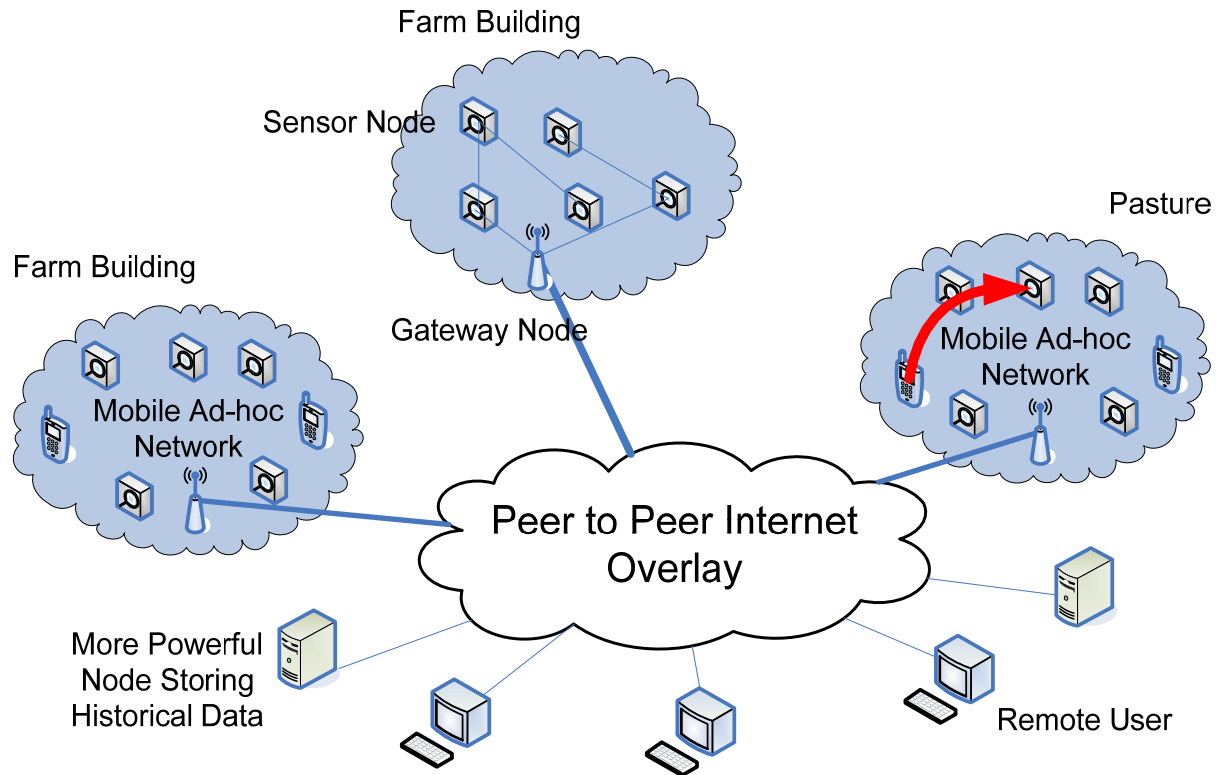 Farm Building
Sensor Node
Pasture
Farm Building
Gateway Node
Mobile Ad-hoc
Network
Mobile Ad-hoc
Network
Peer to Peer Internet
Overlay
More Powerful
Node Storing
Historical Data
Remote User